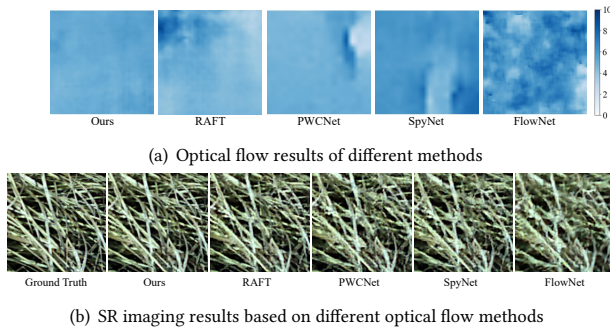 10
8
6
4
2
0
Ours RAFT PWCNet SpyNet FlowNet
(a) Optical flow results of different methods
Ground Truth Ours RAFT PWCNet SpyNet FlowNet
(b) SR imaging results based on different optical flow methods